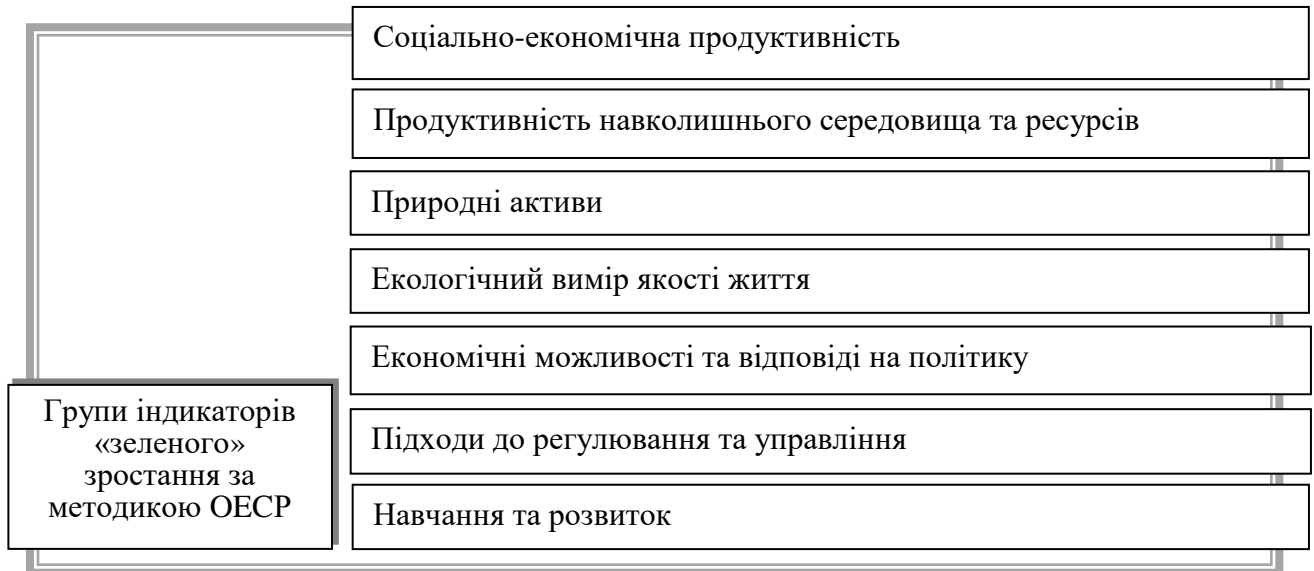 Соціально-економічна продуктивність
Продуктивність навколишнього середовища та ресурсів
Природні активи
Екологічний вимір якості життя
Економічні можливості та відповіді на політику
Підходи до регулювання та управління
Навчання та розвиток
Групи індикаторів
«зеленого»
зростання за
методикою ОЕСР